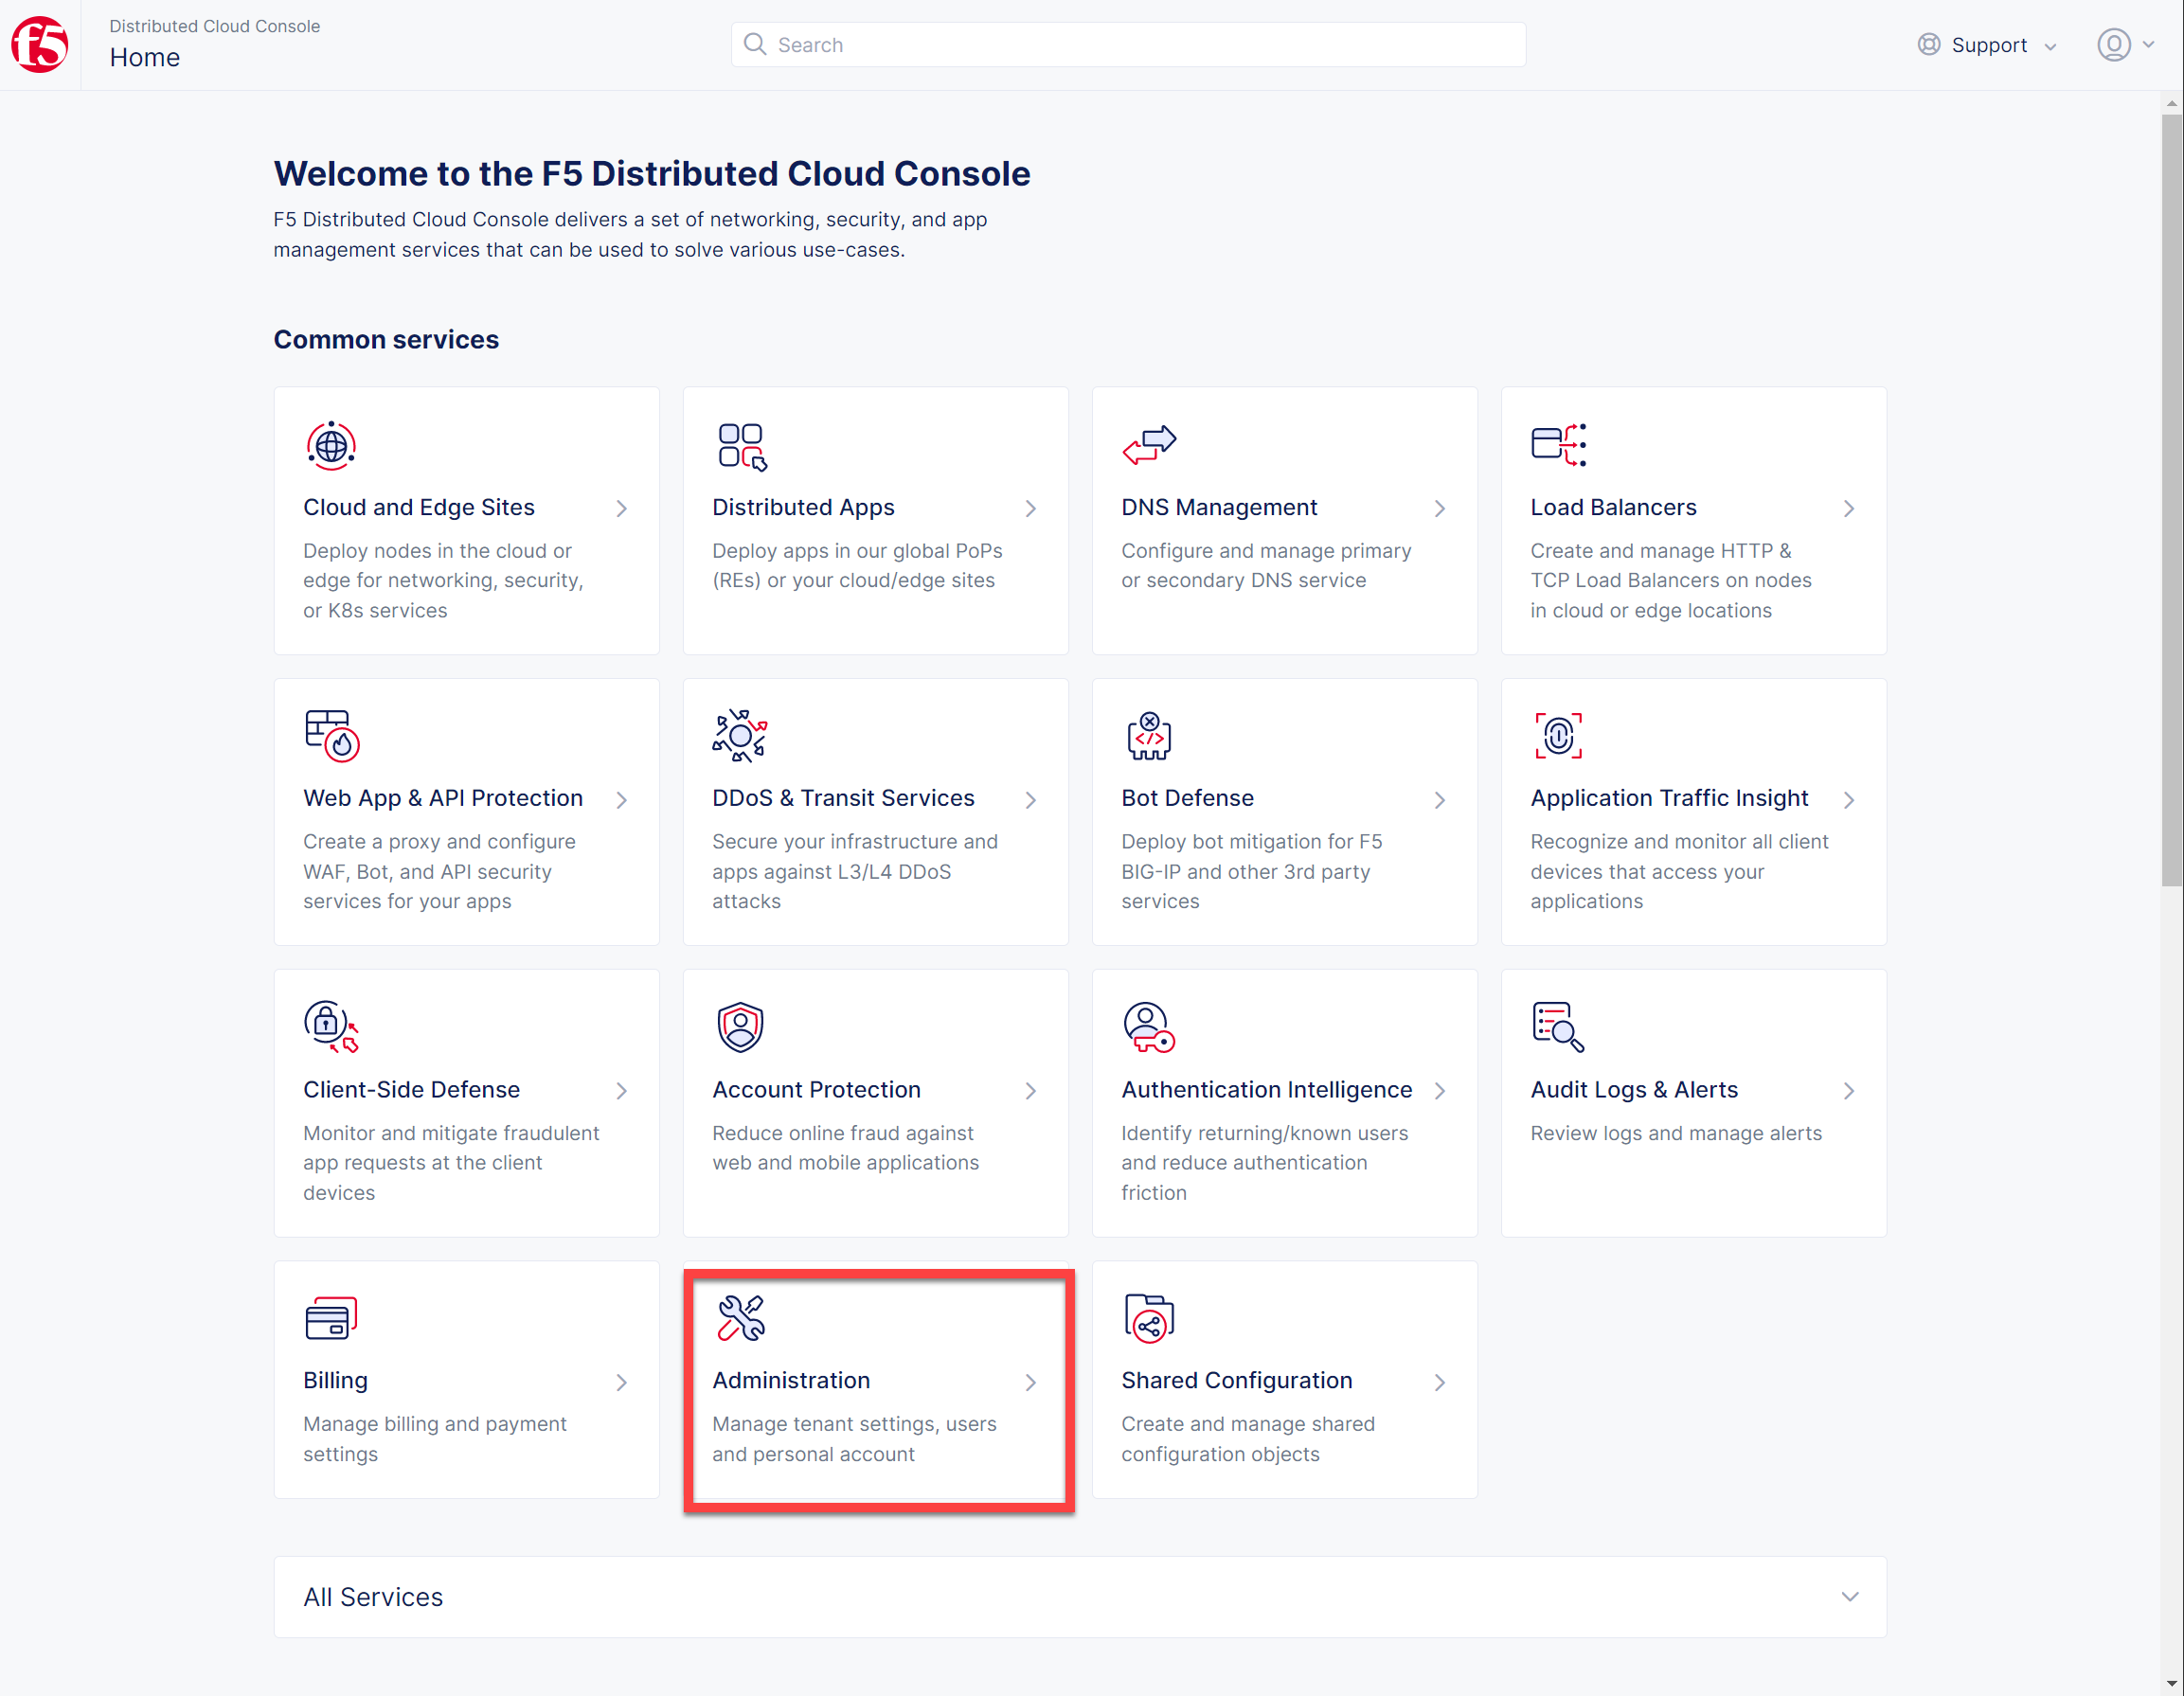 f5
Distributed Cloud Console
Home
Search
Support
Welcome to the F5 Distributed Cloud Console
F5 Distributed Cloud Console delivers a set of networking, security, and app
management services that can be used to solve various use-cases.
Common services
Cloud and Edge Sites
Deploy nodes in the cloud or
edge for networking, security,
or K8s services
Distributed Apps
Deploy apps in our global PoPs
(REs) or your cloud/edge sites
DNS Management
Configure and manage primary
or secondary DNS service
Load Balancers
Create and manage HTTP &
TCP Load Balancers on nodes
in cloud or edge locations
Web App & API Protection
Create a proxy and configure
WAF, Bot, and API security
services for your apps
DDoS & Transit Services
Secure your infrastructure and
apps against L3/L4 DDoS
attacks
Bot Defense
Deploy bot mitigation for F5
BIG-IP and other 3rd party
services
Application Traffic Insight
Recognize and monitor all client
devices that access your
applications
Client-Side Defense
Monitor and mitigate fraudulent
app requests at the client
devices
Account Protection
Reduce online fraud against
web and mobile applications
Authentication Intelligence
Identify returning/known users
and reduce authentication
friction
Audit Logs & Alerts
Review logs and manage alerts
Billing
Manage billing and payment
settings
Administration
Manage tenant settings, users
and personal account
Shared Configuration
Create and manage shared
configuration objects
All Services